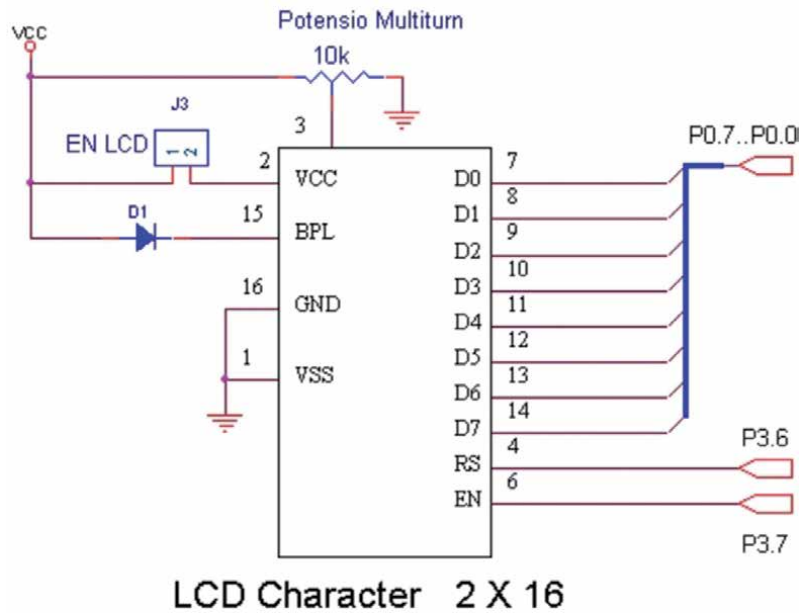 Potensio Multiturn
VCC
10k
J3
3
P0.7..P0.0
EN LCD
1 2
2
VCC
D0
7
D1
8
D1
15
BPL
D2
9
D3
10
16
GND
D4
11
D5
12
1
VSS
D6
13
D7
14
RS
4
P3.6
EN
6
P3.7
LCD Character 2 X 16